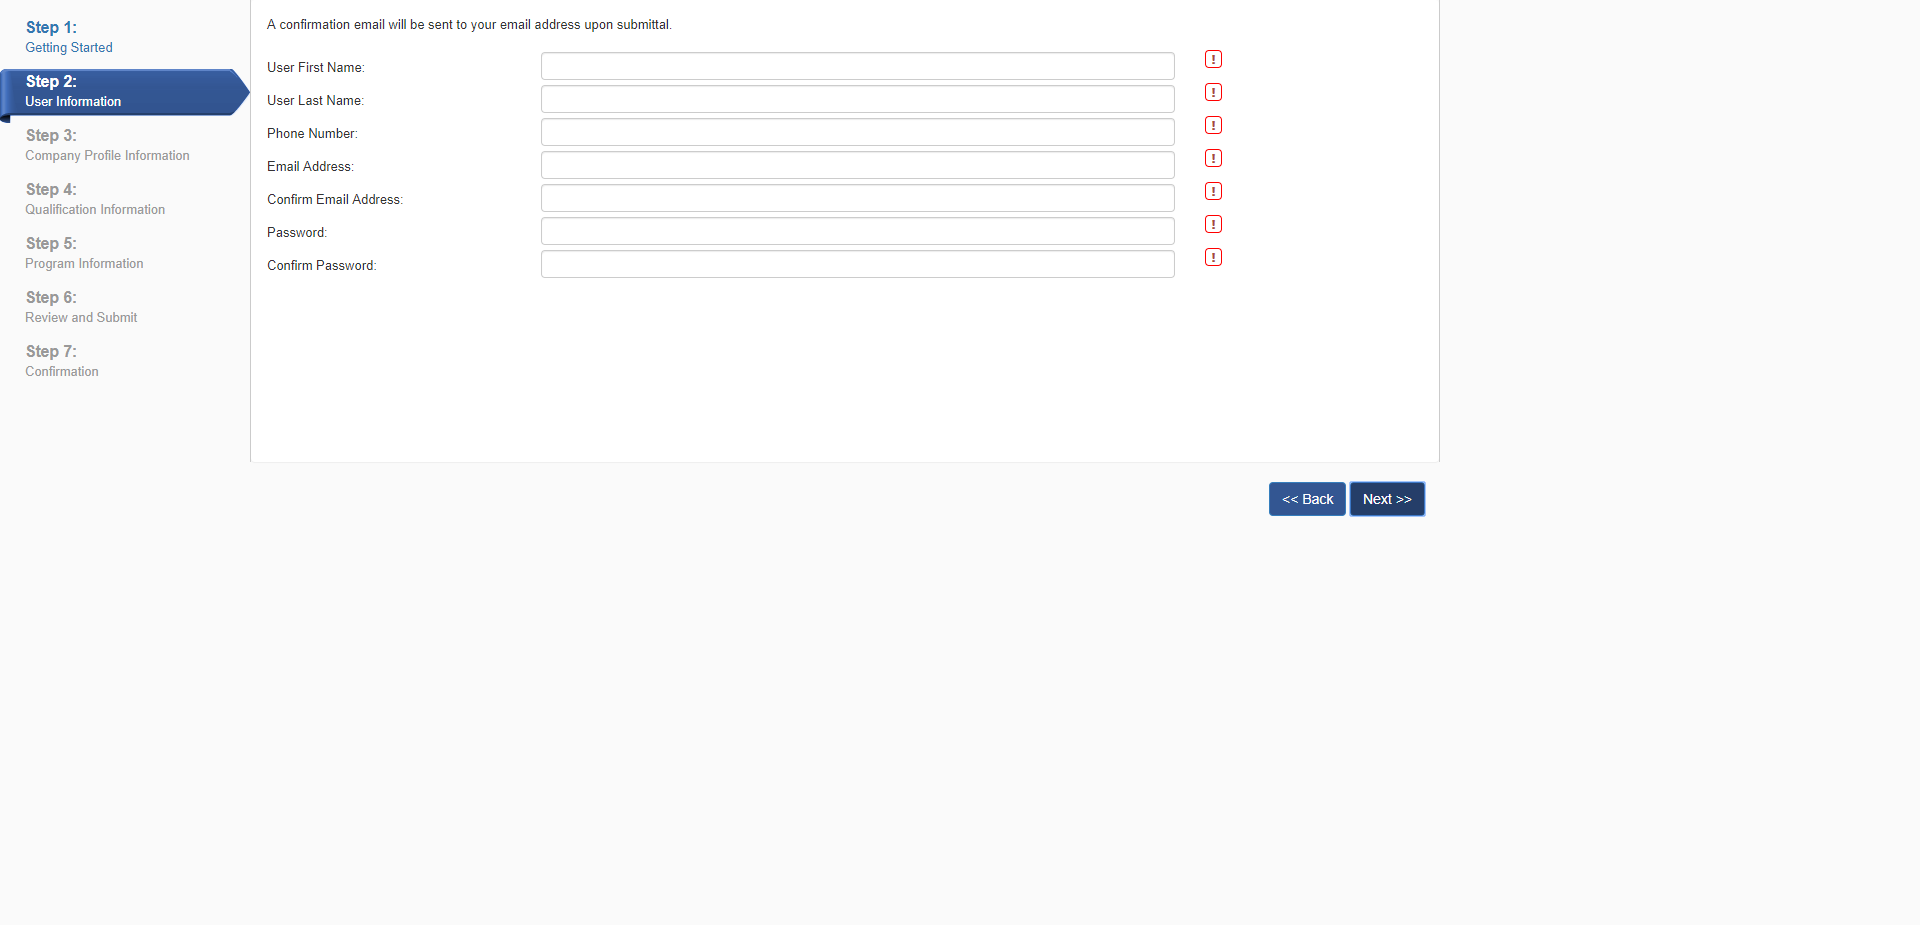 Step 1:
Getting Started
Step 2:
User Information
Step 3:
Company Profile Information
Step 4:
Qualification Information
Step 5:
Program Information
Step 6:
Review and Submit
Step 7:
Confirmation
A confirmation email will be sent to your email address upon submittal.
User First Name:
!
User Last Name:
!
Phone Number:
!
Email Address:
!
Confirm Email Address:
!
Password:
!
Confirm Password:
!
<< Back
Next >>